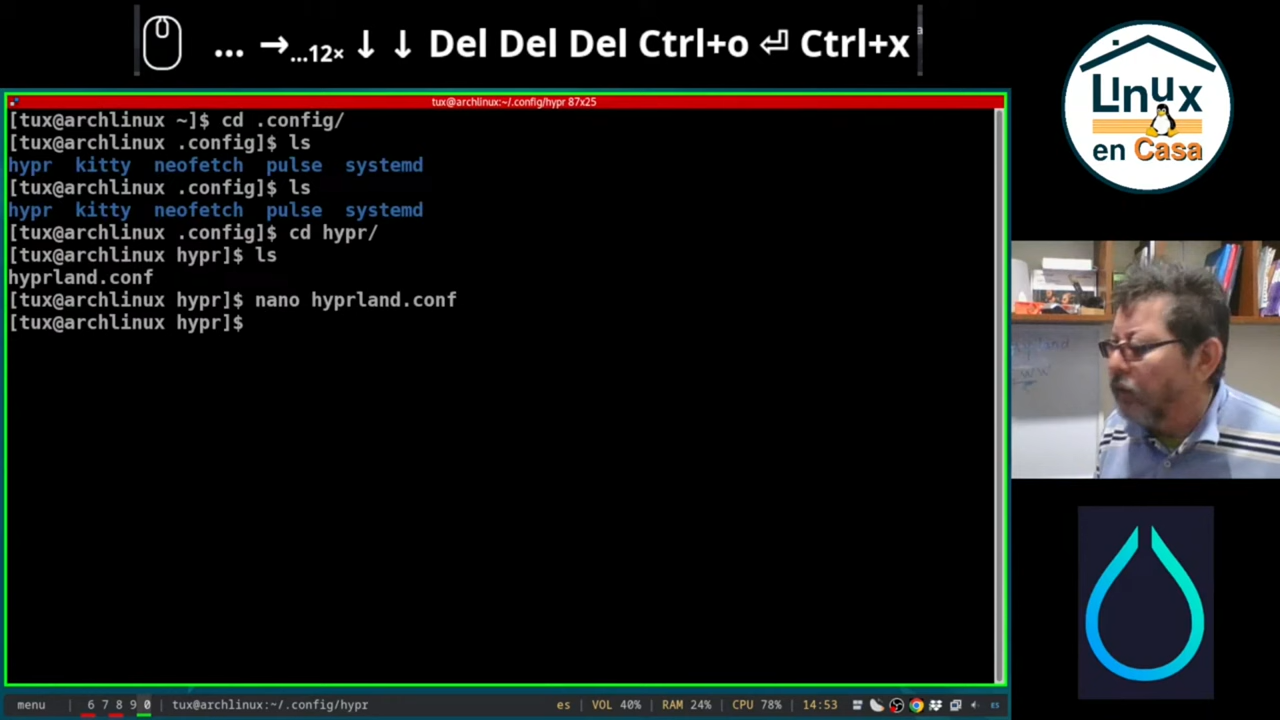 ... →...12× ↓ ↓ Del Del Del Ctrl+o ⏎ Ctrl+x
Linux
en Casa
tux@archlinux:~/.config/hypr 87x25
[tux@archlinux ~]$ cd .config/
[tux@archlinux .config]$ ls
hypr kitty neofetch pulse systemd
[tux@archlinux .config]$ ls
hypr kitty neofetch pulse systemd
[tux@archlinux .config]$ cd hypr/
[tux@archlinux hypr]$ ls
hyprland.conf
[tux@archlinux hypr]$ nano hyprland.conf
[tux@archlinux hypr]$
menu | 6 7 8 9 0 | tux@archlinux:~/.config/hypr es | VOL 40% | RAM 24% | CPU 78% | 14:53 ES